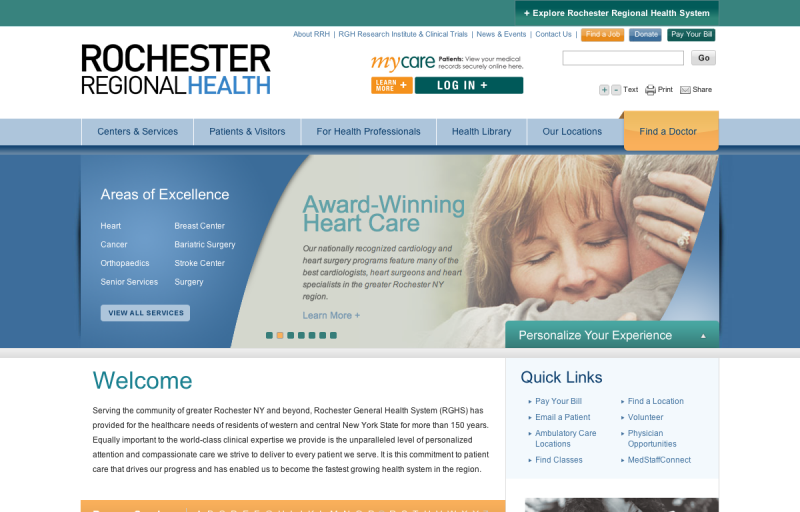 + Explore Rochester Regional Health System
About RRH | RGH Research Institute & Clinical Trials | News & Events | Contact Us | Find a Job Donate Pay Your Bill
ROCHESTER
REGIONALHEALTH
mycare Patients: View your medical
records securely online here.
LEARN
MORE + LOG IN +
Go
+ - Text Print Share
Centers & Services Patients & Visitors For Health Professionals Health Library Our Locations Find a Doctor
Areas of Excellence
Heart Breast Center
Cancer Bariatric Surgery
Orthopaedics Stroke Center
Senior Services Surgery
VIEW ALL SERVICES
Award-Winning
Heart Care
Our nationally recognized cardiology and
heart surgery programs feature many of the
best cardiologists, heart surgeons and heart
specialists in the greater Rochester NY
region.
Learn More +
Personalize Your Experience
Welcome
Serving the community of greater Rochester NY and beyond, Rochester General Health System (RGHS) has
provided for the healthcare needs of residents of western and central New York State for more than 150 years.
Equally important to the world-class clinical expertise we provide is the unparalleled level of personalized
attention and compassionate care we strive to deliver to every patient we serve. It is this commitment to patient
care that drives our progress and has enabled us to become the fastest growing health system in the region.
Quick Links
Pay Your Bill
Email a Patient
Ambulatory Care
Locations
Find Classes
Find a Location
Volunteer
Physician
Opportunities
MedStaffConnect